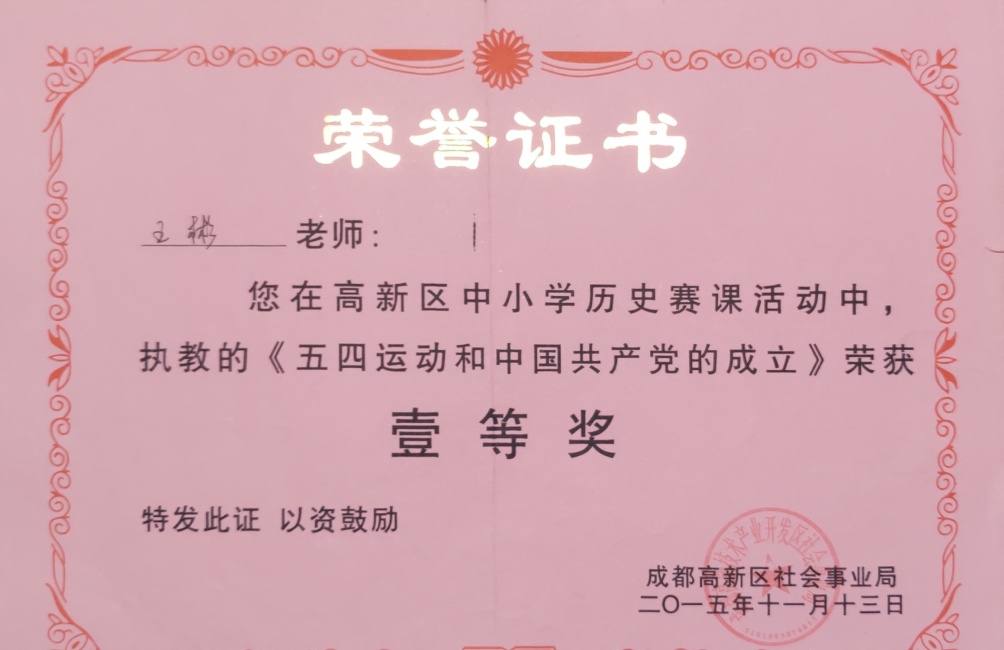 荣誉证书
王彬 老师：
您在高新区中小学历史赛课活动中，
执教的《五四运动和中国共产党的成立》荣获
壹等奖
特发此证 以资鼓励
成都高新区社会事业局
二〇一五年十一月十三日